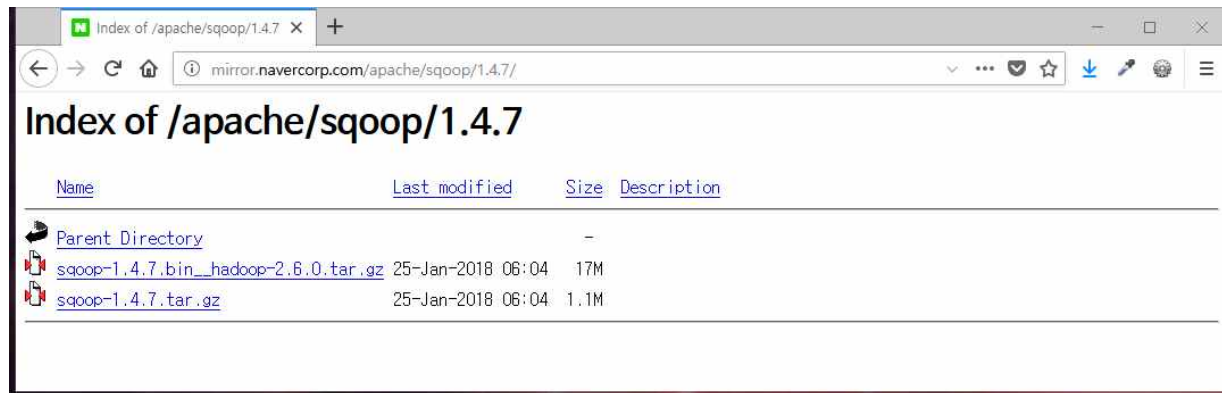 Index of /apache/sqoop/1.4.7
mirror.navercorp.com/apache/sqoop/1.4.7/
Index of /apache/sqoop/1.4.7
Name Last modified Size Description
Parent Directory -
sqoop-1.4.7.bin__hadoop-2.6.0.tar.gz 25-Jan-2018 06:04 17M
sqoop-1.4.7.tar.gz 25-Jan-2018 06:04 1.1M